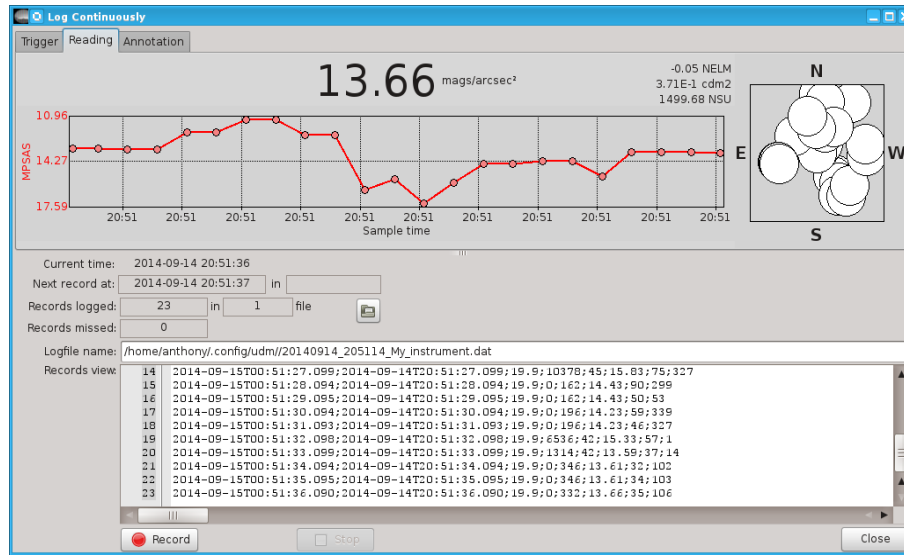 Log Continuously
Trigger Reading Annotation
13.66 mags/arcsec²
-0.05 NELM
3.71E-1 cdm2
1499.68 NSU
MPSAS
10.96
14.27
17.59
20:51 20:51 20:51 20:51 20:51 20:51 20:51 20:51 20:51 20:51 20:51
Sample time
N
E W
S
Current time: 2014-09-14 20:51:36
Next record at: 2014-09-14 20:51:37 in
Records logged: 23 in 1 file
Records missed: 0
Logfile name: /home/anthony/.config/udm//20140914_205114_My_instrument.dat
Records view:
14 2014-09-15T00:51:27.099;2014-09-14T20:51:27.099;19.9;10378;45;15.83;75;327
15 2014-09-15T00:51:28.094;2014-09-14T20:51:28.094;19.9;0;162;14.43;90;299
16 2014-09-15T00:51:29.095;2014-09-14T20:51:29.095;19.9;0;162;14.43;50;53
17 2014-09-15T00:51:30.094;2014-09-14T20:51:30.094;19.9;0;196;14.23;59;339
18 2014-09-15T00:51:31.093;2014-09-14T20:51:31.093;19.9;0;196;14.23;46;327
19 2014-09-15T00:51:32.098;2014-09-14T20:51:32.098;19.9;6536;42;15.33;57;1
20 2014-09-15T00:51:33.099;2014-09-14T20:51:33.099;19.9;1314;42;13.59;37;14
21 2014-09-15T00:51:34.094;2014-09-14T20:51:34.094;19.9;0;346;13.61;32;102
22 2014-09-15T00:51:35.095;2014-09-14T20:51:35.095;19.9;0;346;13.61;34;103
23 2014-09-15T00:51:36.090;2014-09-14T20:51:36.090;19.9;0;332;13.66;35;106
Record Stop Close